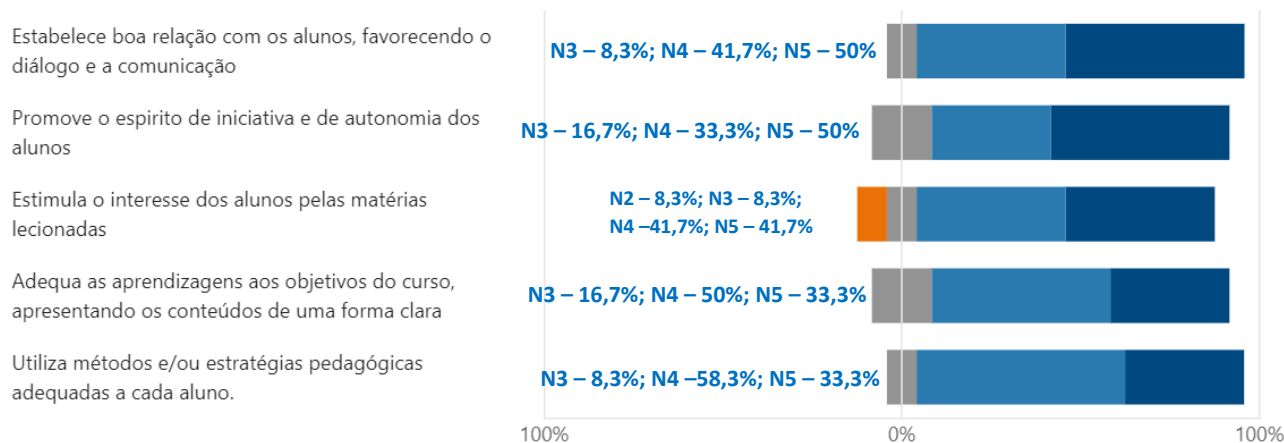 Estabelece boa relação com os alunos, favorecendo o
diálogo e a comunicação
N3 – 8,3%; N4 – 41,7%; N5 – 50%
Promove o espirito de iniciativa e de autonomia dos
alunos
N3 – 16,7%; N4 – 33,3%; N5 – 50%
Estimula o interesse dos alunos pelas matérias
lecionadas
N2 – 8,3%; N3 – 8,3%;
N4 –41,7%; N5 – 41,7%
Adequa as aprendizagens aos objetivos do curso,
apresentando os conteúdos de uma forma clara
N3 – 16,7%; N4 – 50%; N5 – 33,3%
Utiliza métodos e/ou estratégias pedagógicas
adequadas a cada aluno.
N3 – 8,3%; N4 –58,3%; N5 – 33,3%
100% 0% 100%